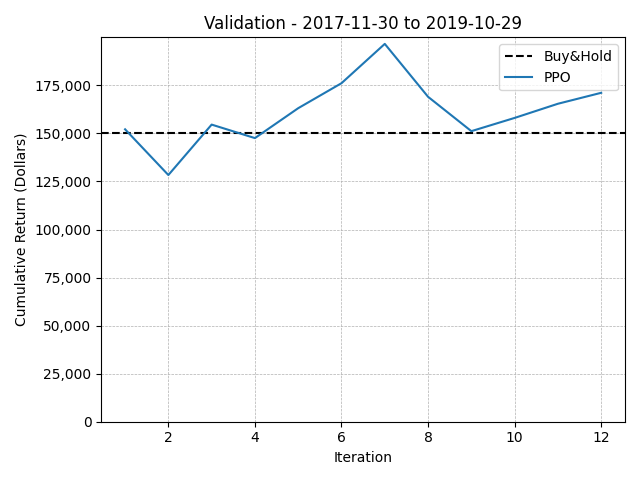 Validation - 2017-11-30 to 2019-10-29
Buy&Hold
PPO
175,000
150,000
125,000
100,000
75,000
50,000
25,000
0
Cumulative Return (Dollars)
2
4
6
8
10
12
Iteration